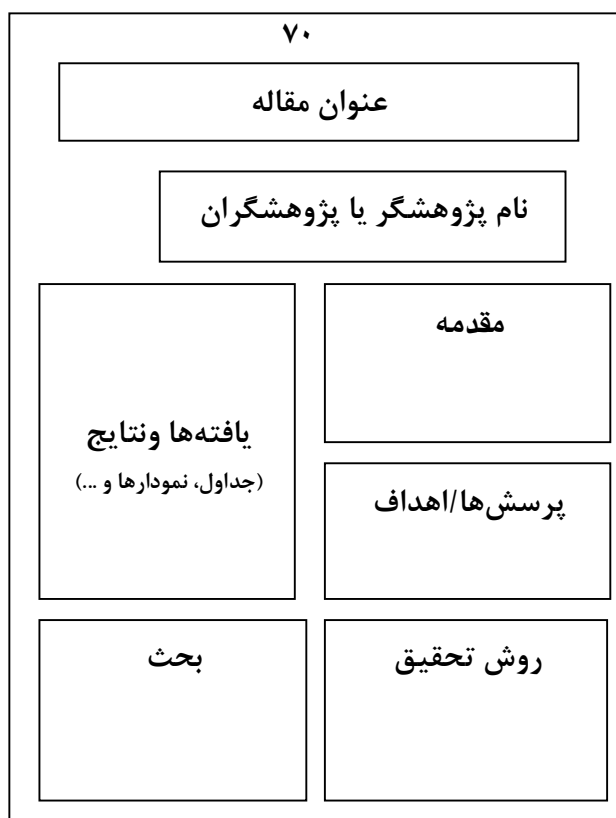 ۷۰
عنوان مقاله
نام پژوهشگر یا پژوهشگران
مقدمه
پرسش‌ها/اهداف
روش تحقیق
یافته‌ها ونتایج
(جداول، نمودارها و ...)
بحث